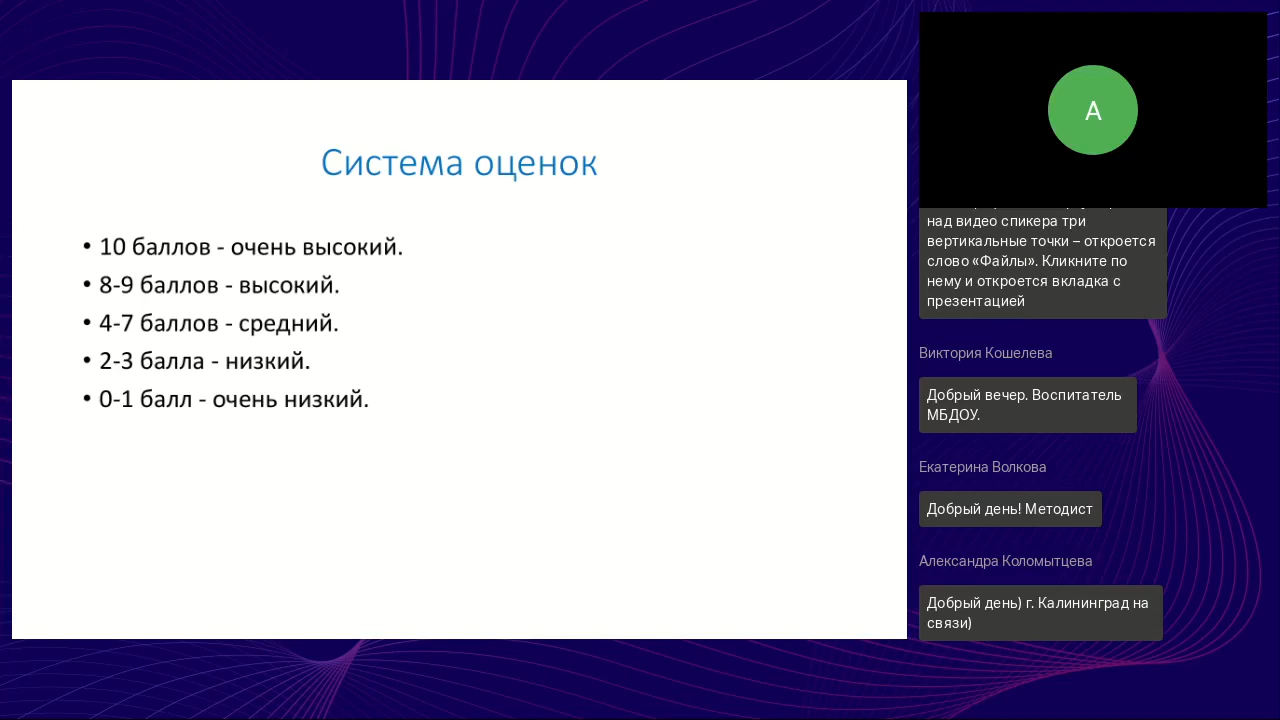 Система оценок
• 10 баллов - очень высокий.
• 8-9 баллов - высокий.
• 4-7 баллов - средний.
• 2-3 балла - низкий.
• 0-1 балл - очень низкий.
А
над видео спикера три
вертикальные точки – откроется
слово «Файлы». Кликните по
нему и откроется вкладка с
презентацией
Виктория Кошелева
Добрый вечер. Воспитатель
МБДОУ.
Екатерина Волкова
Добрый день! Методист
Александра Коломытцева
Добрый день) г. Калининград на
связи)